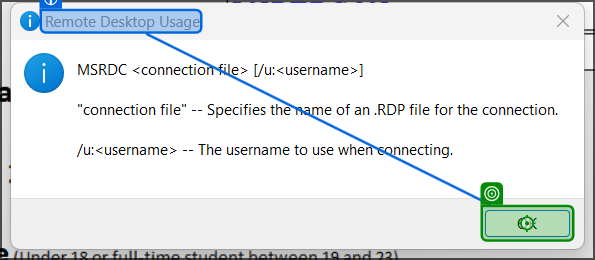 Remote Desktop Usage
MSRDC <connection file> [/u:<username>]
"connection file" -- Specifies the name of an .RDP file for the connection.
/u:<username> -- The username to use when connecting.
(Under 18 or full-time student between 19 and 23)